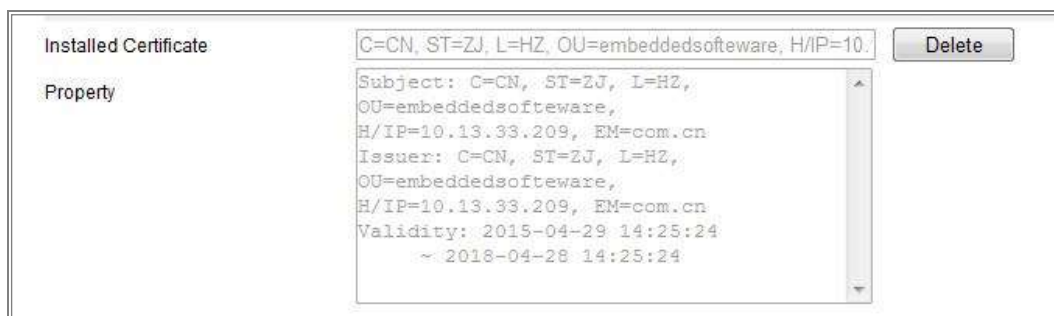 Installed Certificate
C=CN, ST=ZJ, L=HZ, OU=embeddedsofteware, H/IP=10.
Delete
Property
Subject: C=CN, ST=ZJ, L=HZ,
OU=embeddedsofteware,
H/IP=10.13.33.209, EM=com.cn
Issuer: C=CN, ST=ZJ, L=HZ,
OU=embeddedsofteware,
H/IP=10.13.33.209, EM=com.cn
Validity: 2015-04-29 14:25:24
~ 2018-04-28 14:25:24